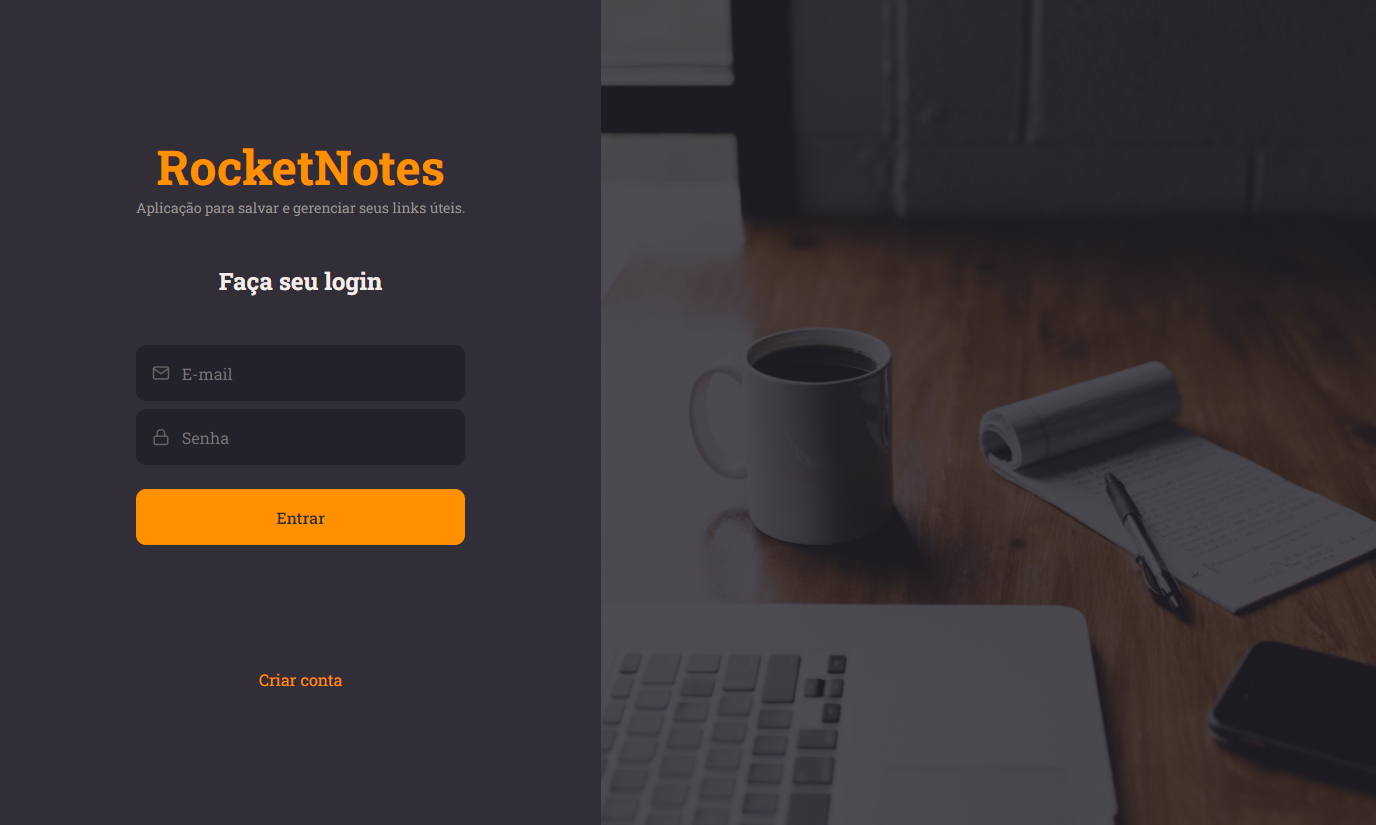 RocketNotes
Aplicação para salvar e gerenciar seus links úteis.
Faça seu login
E-mail
Senha
Entrar
Criar conta